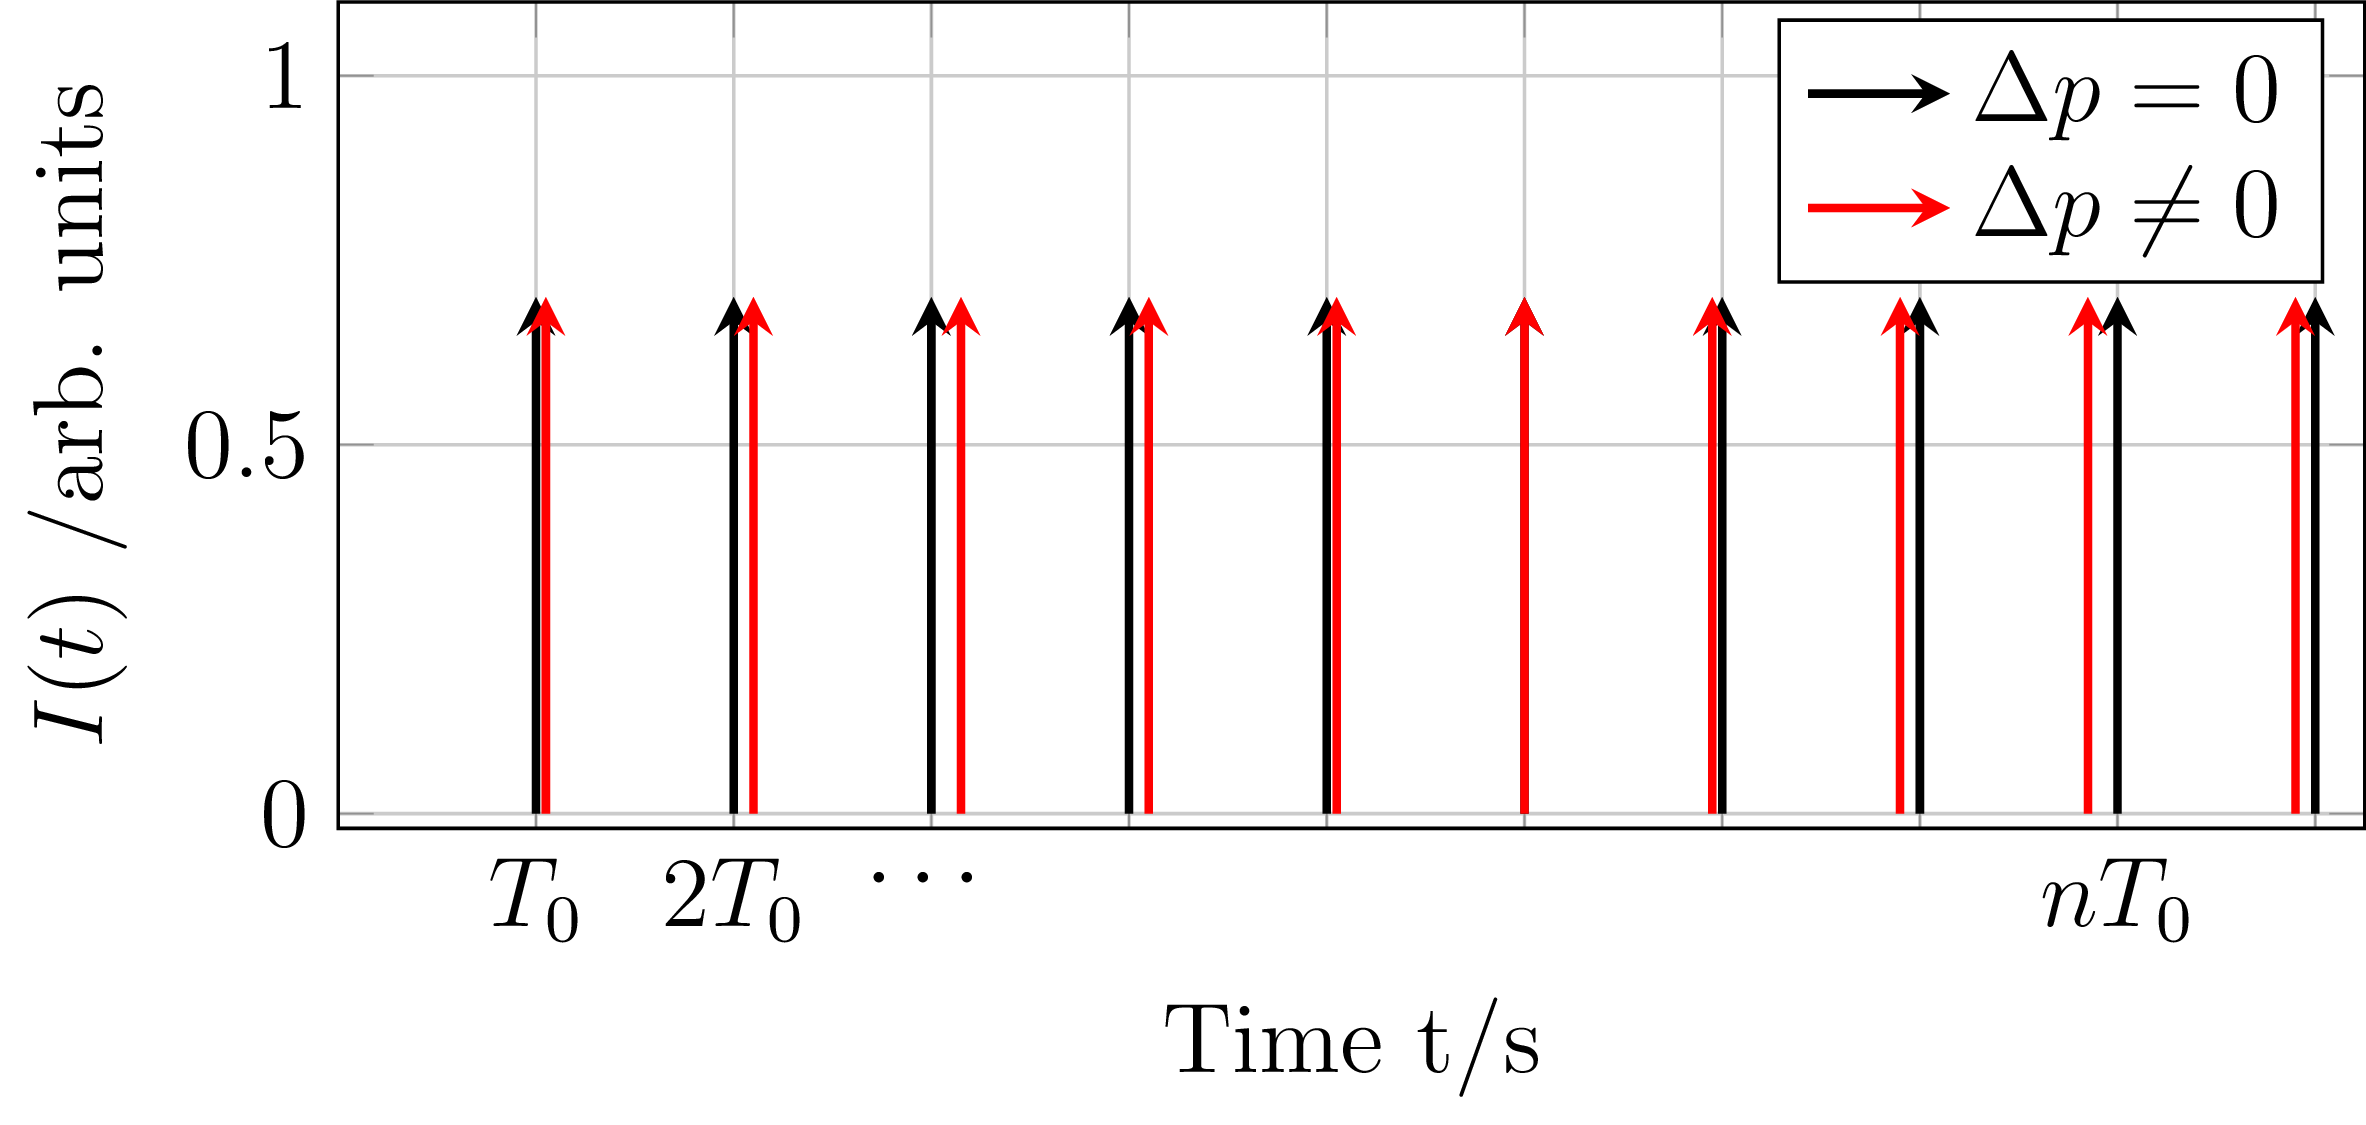 1
0.5
0
I(t) /arb. units
Δp = 0
Δp ≠ 0
T₀ 2T₀ ··· nT₀
Time t/s